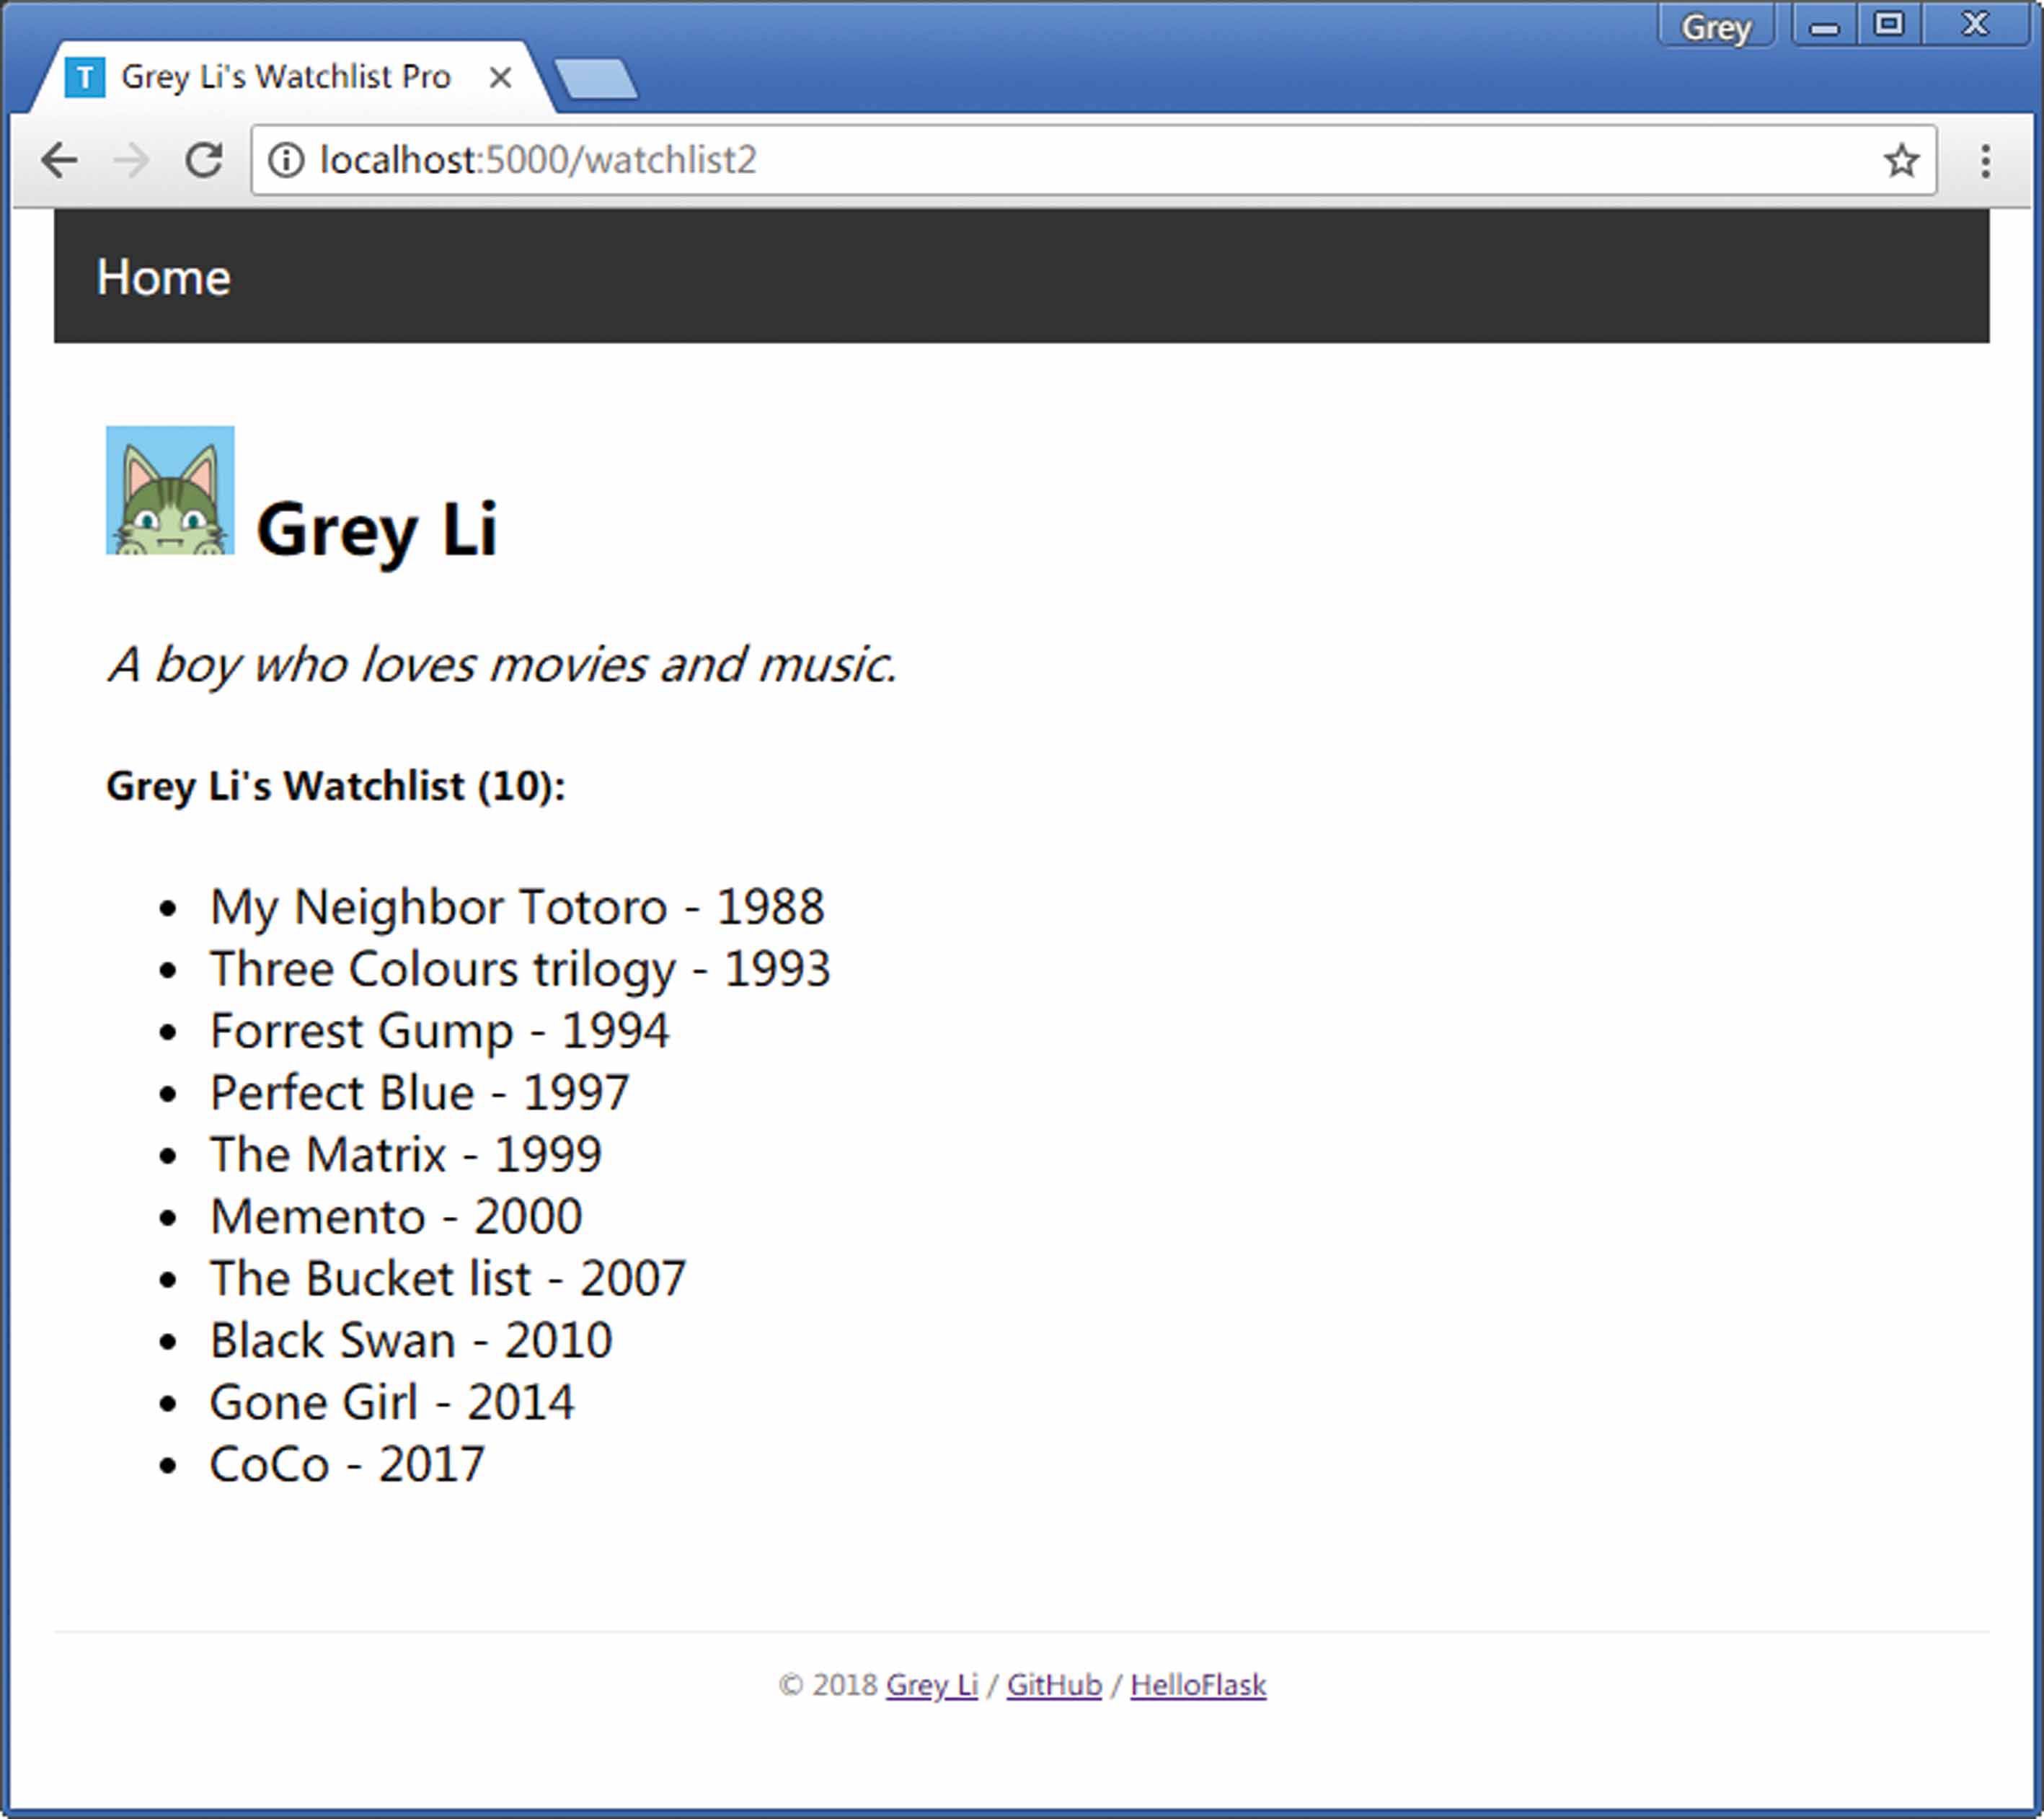 Grey
T Grey Li's Watchlist Pro
localhost:5000/watchlist2
Home
Grey Li
A boy who loves movies and music.
Grey Li's Watchlist (10):
• My Neighbor Totoro - 1988
• Three Colours trilogy - 1993
• Forrest Gump - 1994
• Perfect Blue - 1997
• The Matrix - 1999
• Memento - 2000
• The Bucket list - 2007
• Black Swan - 2010
• Gone Girl - 2014
• CoCo - 2017
© 2018 Grey Li / GitHub / HelloFlask